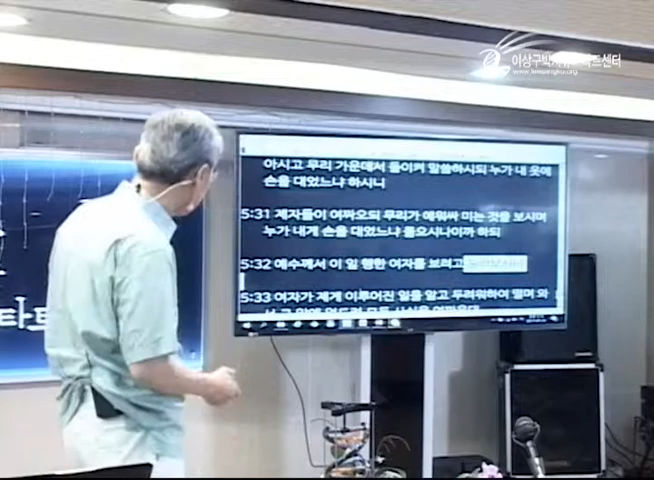 아시고 무리 가운데서 돌이켜 말씀하시되 누가 내 옷에
손을 대었느냐 하시니
5:31 제자들이 여짜오되 무리가 에워싸 미는 것을 보시며
누가 내게 손을 대었느냐 물으시나이까 하되
5:32 예수께서 이 일 행한 여자를 보려고
5:33 여자가 제게 이루어진 일을 알고 두려워하여 떨며 와
타